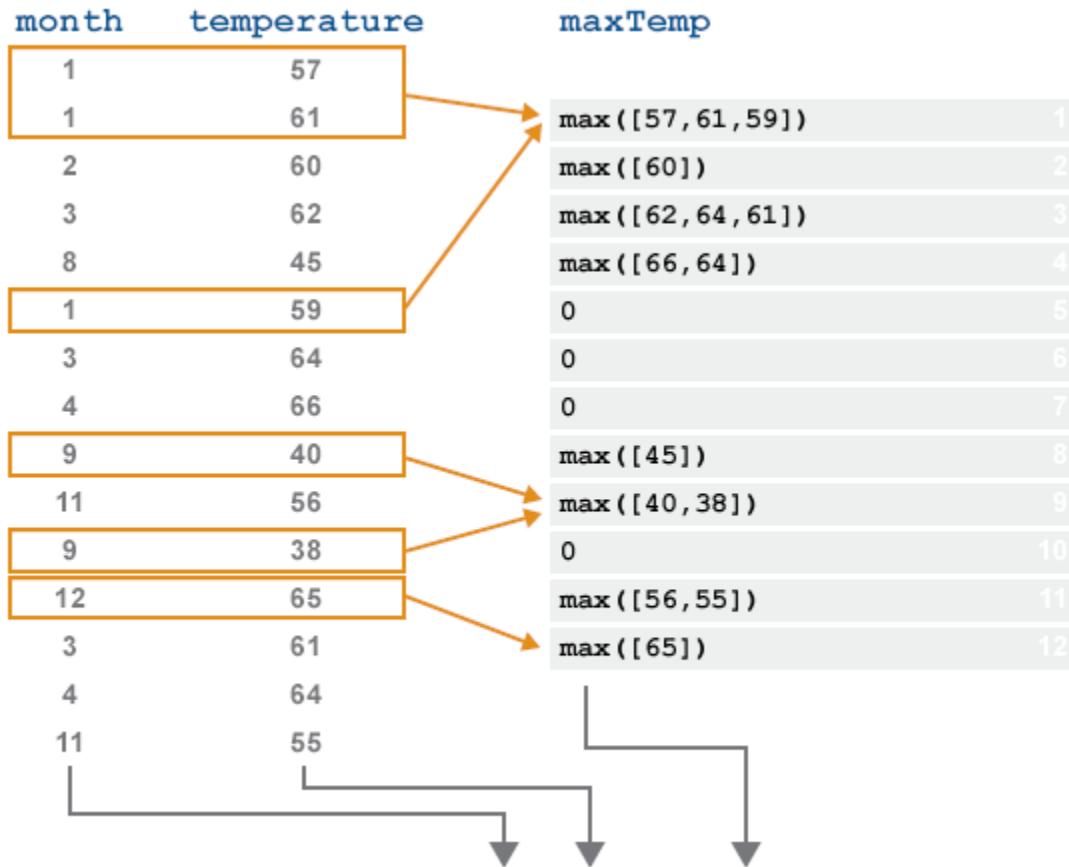 month temperature maxTemp
1 57
1 61 max([57,61,59]) 1
2 60 max([60]) 2
3 62 max([62,64,61]) 3
8 45 max([66,64]) 4
1 59 0 5
3 64 0 6
4 66 0 7
9 40 max([45]) 8
11 56 max([40,38]) 9
9 38 0 10
12 65 max([56,55]) 11
3 61 max([65]) 12
4 64
11 55